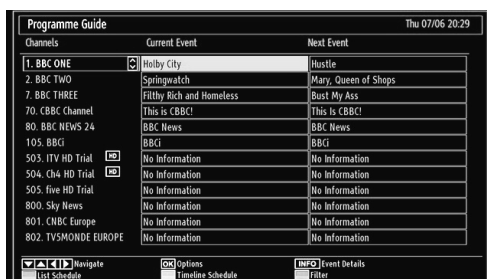 Programme Guide Thu 07/06 20:29
Channels Current Event Next Event
1. BBC ONE Holby City Hustle
2. BBC TWO Springwatch Mary, Queen of Shops
7. BBC THREE Filthy Rich and Homeless Bust My Ass
70. CBBC Channel This is CBBC! This Is CBBC!
80. BBC NEWS 24 BBC News BBC News
105. BBCi BBCi BBCi
503. ITV HD Trial HD No Information No Information
504. Ch4 HD Trial HD No Information No Information
505. five HD Trial No Information No Information
800. Sky News No Information No Information
801. CNBC Europe No Information No Information
802. TV5MONDE EUROPE No Information No Information
Navigate OK Options INFO Event Details
List Schedule Timeline Schedule Filter